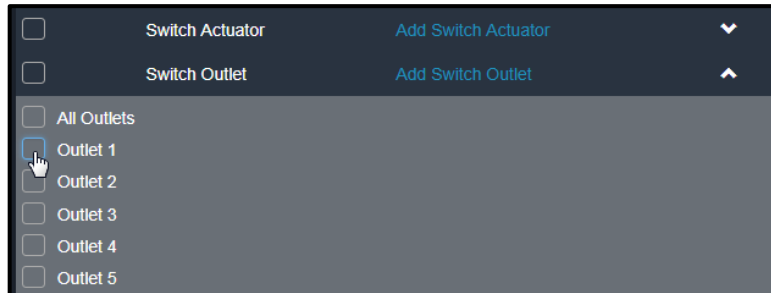 Switch Actuator Add Switch Actuator
Switch Outlet Add Switch Outlet
All Outlets
Outlet 1
Outlet 2
Outlet 3
Outlet 4
Outlet 5